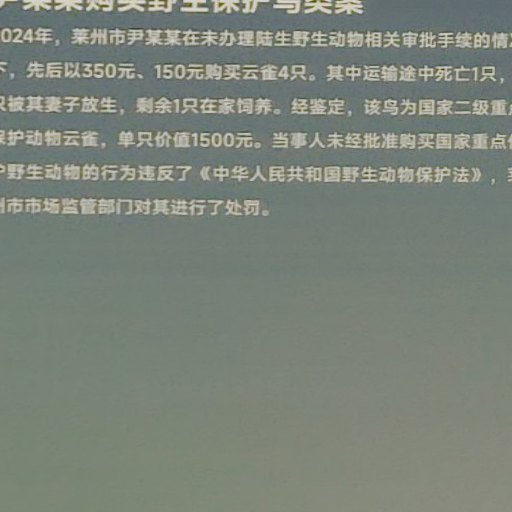 尹某某购买野生保护鸟类案
2024年，莱州市尹某某在未办理陆生野生动物相关审批手续的情
下，先后以350元、150元购买云雀4只。其中运输途中死亡1只，
只被其妻子放生，剩余1只在家饲养。经鉴定，该鸟为国家二级重
保护动物云雀，单只价值1500元。当事人未经批准购买国家重点
护野生动物的行为违反了《中华人民共和国野生动物保护法》，
州市市场监管部门对其进行了处罚。